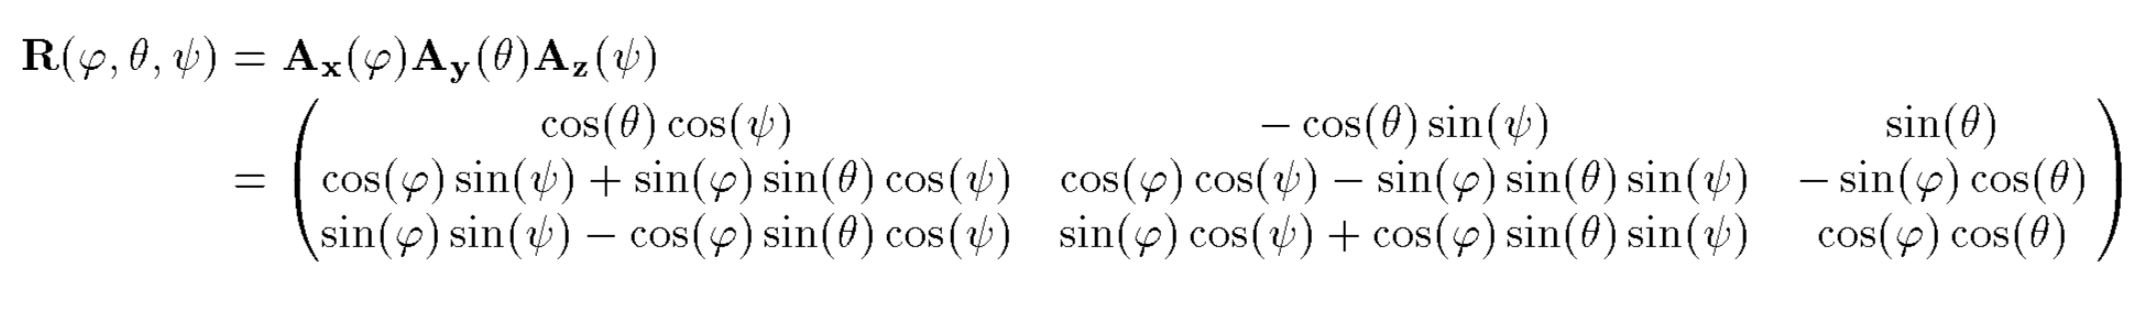 R(φ, θ, ψ) = Aₓ(φ)A_y(θ)A_z(ψ)
= ( cos(θ) cos(ψ) − cos(θ) sin(ψ) sin(θ)
cos(φ) sin(ψ) + sin(φ) sin(θ) cos(ψ) cos(φ) cos(ψ) − sin(φ) sin(θ) sin(ψ) − sin(φ) cos(θ)
sin(φ) sin(ψ) − cos(φ) sin(θ) cos(ψ) sin(φ) cos(ψ) + cos(φ) sin(θ) sin(ψ) cos(φ) cos(θ) )